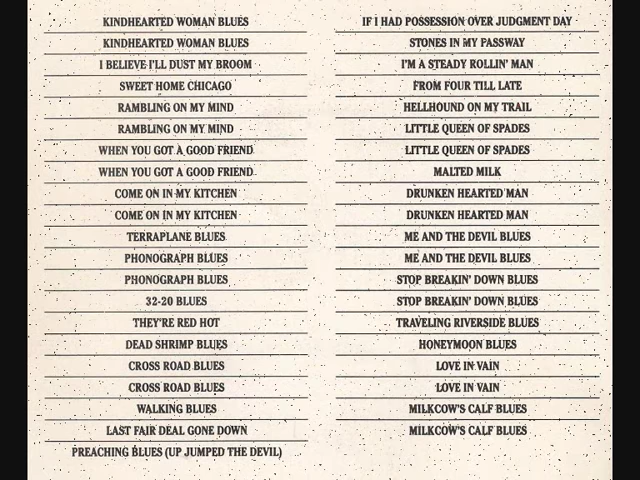 KINDHEARTED WOMAN BLUES
KINDHEARTED WOMAN BLUES
I BELIEVE I'LL DUST MY BROOM
SWEET HOME CHICAGO
RAMBLING ON MY MIND
RAMBLING ON MY MIND
WHEN YOU GOT A GOOD FRIEND
WHEN YOU GOT A GOOD FRIEND
COME ON IN MY KITCHEN
COME ON IN MY KITCHEN
TERRAPLANE BLUES
PHONOGRAPH BLUES
PHONOGRAPH BLUES
32-20 BLUES
THEY'RE RED HOT
DEAD SHRIMP BLUES
CROSS ROAD BLUES
CROSS ROAD BLUES
WALKING BLUES
LAST FAIR DEAL GONE DOWN
PREACHING BLUES (UP JUMPED THE DEVIL)
IF I HAD POSSESSION OVER JUDGMENT DAY
STONES IN MY PASSWAY
I'M A STEADY ROLLIN' MAN
FROM FOUR TILL LATE
HELLHOUND ON MY TRAIL
LITTLE QUEEN OF SPADES
LITTLE QUEEN OF SPADES
MALTED MILK
DRUNKEN HEARTED MAN
DRUNKEN HEARTED MAN
ME AND THE DEVIL BLUES
ME AND THE DEVIL BLUES
STOP BREAKIN' DOWN BLUES
STOP BREAKIN' DOWN BLUES
TRAVELING RIVERSIDE BLUES
HONEYMOON BLUES
LOVE IN VAIN
LOVE IN VAIN
MILKCOW'S CALF BLUES
MILKCOW'S CALF BLUES